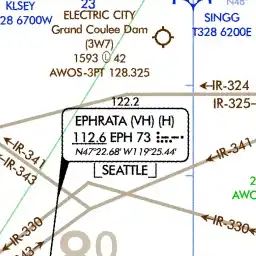 KLSEY
28 6700W
23
ELECTRIC CITY
Grand Coulee Dam
(3W7)
1593 42
AWOS-3PT 128.325
N48°
SINGG
T328 6200E
IR-324
IR-325
122.2
EPHRATA (VH) (H)
112.6 EPH 73
N47°22.68' W119°25.44'
SEATTLE
IR-341
IR-343
IR-341
2
AWO
IR-330
343
80
IR-330